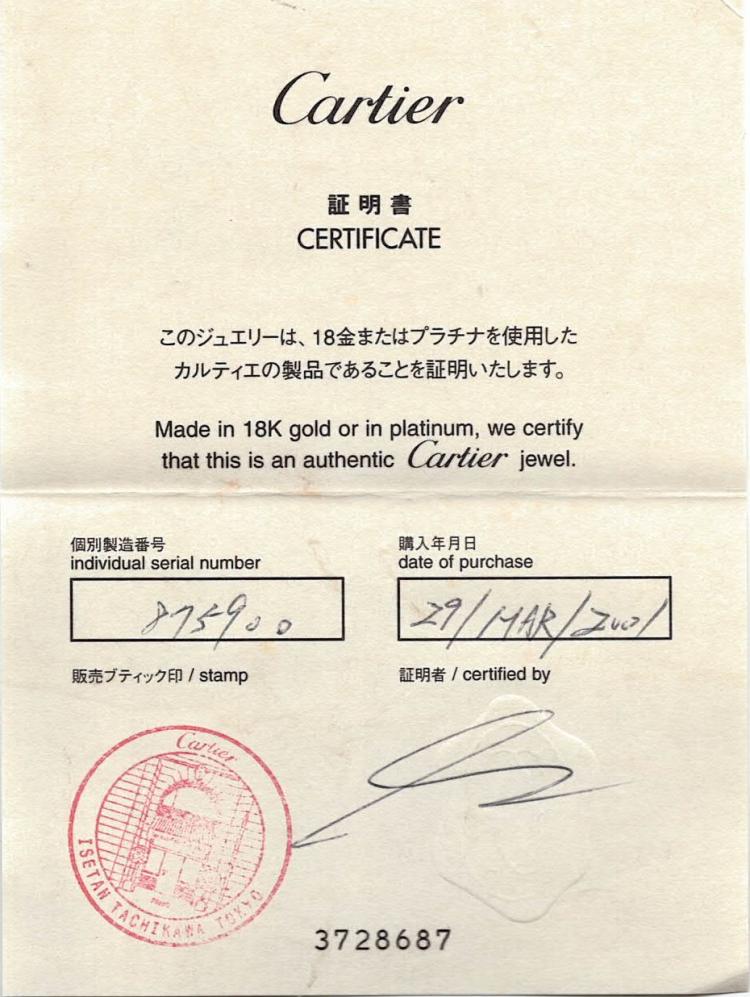 Cartier
証明書
CERTIFICATE
このジュエリーは、18金またはプラチナを使用した
カルティエの製品であることを証明いたします。
Made in 18K gold or in platinum, we certify
that this is an authentic Cartier jewel.
個別製造番号
individual serial number
購入年月日
date of purchase
875900
29/MAR/2001
販売ブティック印 / stamp
証明者 / certified by
Cartier
ISETAN TACHIKAWA TOKYO
3728687